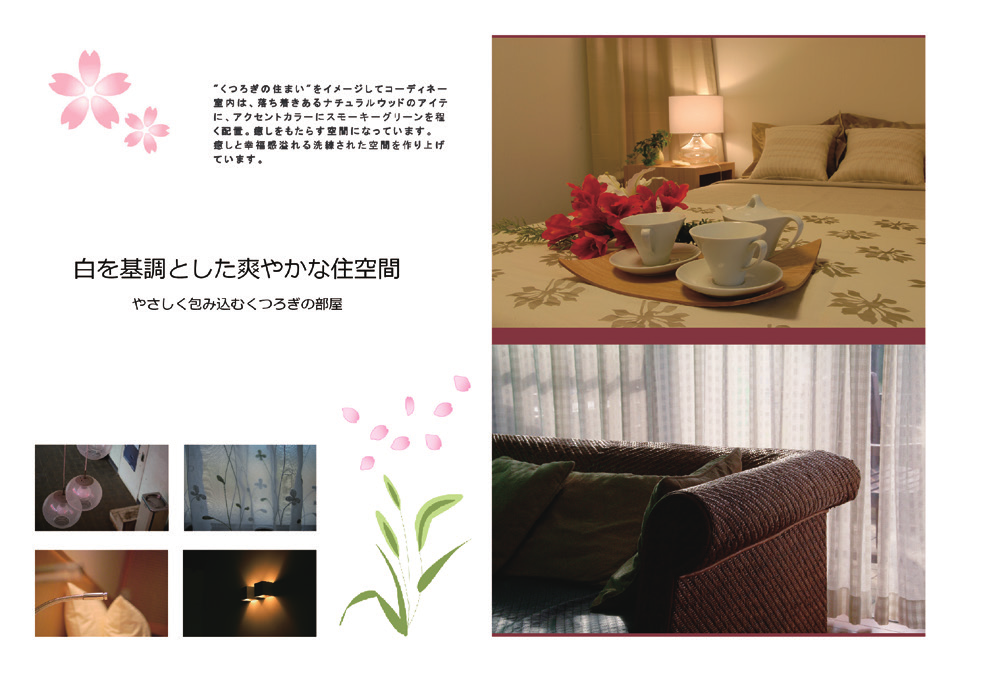 “くつろぎの住まい”をイメージしてコーディネー
室内は、落ち着きあるナチュラルウッドのアイテ
に、アクセントカラーにスモーキーグリーンを程
く配置。癒しをもたらす空間になっています。
癒しと幸福感溢れる洗練された空間を作り上げ
ています。
白を基調とした爽やかな住空間
やさしく包み込むくつろぎの部屋